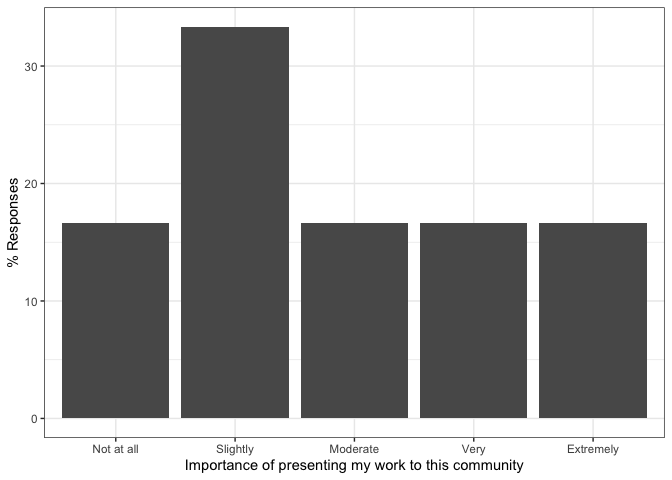 % Responses
30
20
10
0
Not at all Slightly Moderate Very Extremely
Importance of presenting my work to this community